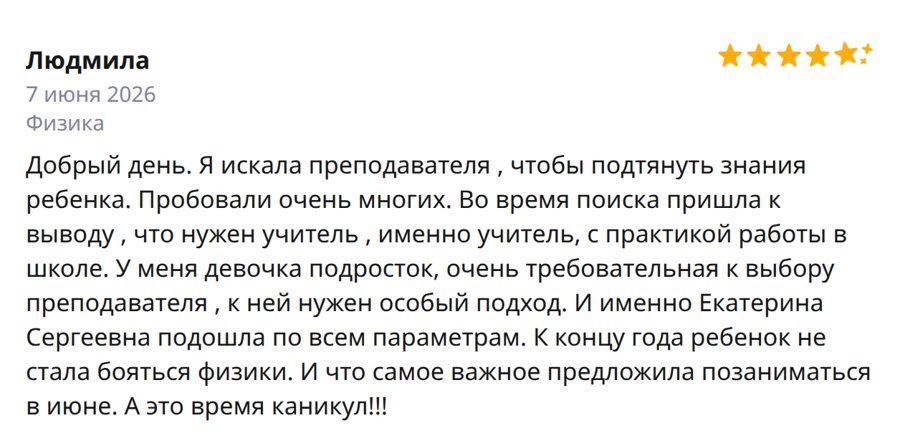 Людмила
7 июня 2026
Физика
Добрый день. Я искала преподавателя , чтобы подтянуть знания
ребенка. Пробовали очень многих. Во время поиска пришла к
выводу , что нужен учитель , именно учитель, с практикой работы в
школе. У меня девочка подросток, очень требовательная к выбору
преподавателя , к ней нужен особый подход. И именно Екатерина
Сергеевна подошла по всем параметрам. К концу года ребенок не
стала бояться физики. И что самое важное предложила позаниматься
в июне. А это время каникул!!!